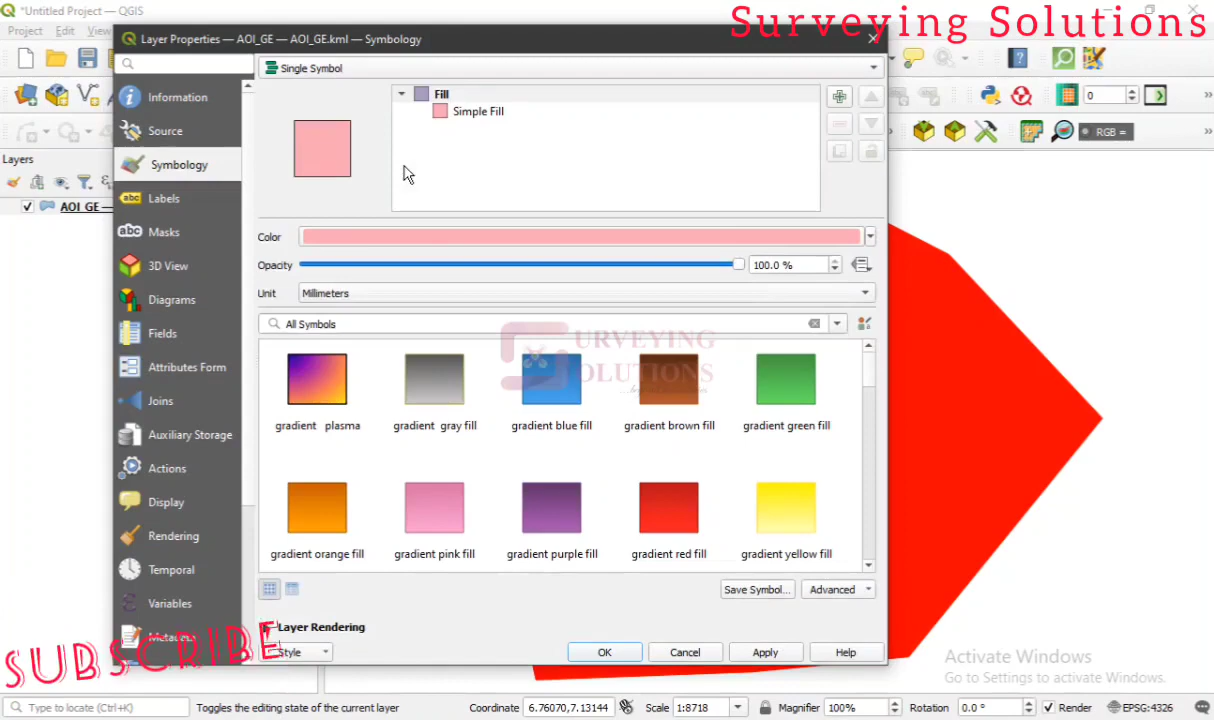 *Untitled Project — QGIS
Surveying Solutions
Project Edit View
Layer Properties — AOI_GE — AOI_GE.kml — Symbology
Single Symbol
Information
Source
Symbology
Labels
Masks
3D View
Diagrams
Fields
Attributes Form
Joins
Auxiliary Storage
Actions
Display
Rendering
Temporal
Variables
Metadata
Fill
Simple Fill
0
RGB =
Layers
AOI_GE —
Color
Opacity
100.0 %
Unit
Millimeters
All Symbols
URVEYING
OLUTIONS
gradient plasma
gradient gray fill
gradient blue fill
gradient brown fill
gradient green fill
gradient orange fill
gradient pink fill
gradient purple fill
gradient red fill
gradient yellow fill
Save Symbol...
Advanced
Layer Rendering
Style
OK
Cancel
Apply
Help
SUBSCRIBE
Activate Windows
Go to Settings to activate Windows.
Type to locate (Ctrl+K)
Toggles the editing state of the current layer
Coordinate
6.76070,7.13144
Scale
1:8718
Magnifier
100%
Rotation
0.0 °
Render
EPSG:4326